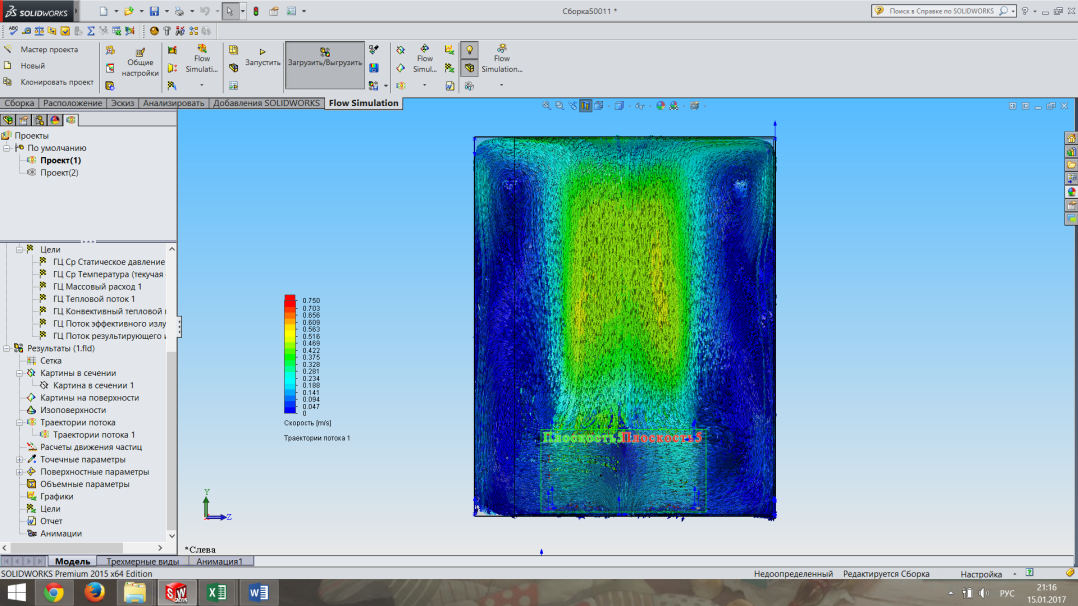 SOLIDWORKS
Сборка50011 *
Поиск в Справке по SOLIDWORKS
Мастер проекта
Новый
Клонировать проект
Общие настройки
Flow Simulati...
Запустить
Загрузить/Выгрузить
Flow Simul...
Flow Simulation...
Сборка Расположение Эскиз Анализировать Добавления SOLIDWORKS Flow Simulation
Проекты
По умолчанию
Проект(1)
Проект(2)
Цели
ГЦ Ср Статическое давление
ГЦ Ср Температура (текучая
ГЦ Массовый расход 1
ГЦ Тепловой поток 1
ГЦ Конвективный тепловой
ГЦ Поток эффективного излу
ГЦ Поток результирующего
Результаты (1.fld)
Сетка
Картины в сечении
Картина в сечении 1
Картины на поверхности
Изоповерхности
Траектории потока
Траектории потока 1
Расчеты движения частиц
Точечные параметры
Поверхностные параметры
Объемные параметры
Графики
Цели
Отчет
Анимации
0.750
0.703
0.656
0.609
0.563
0.516
0.469
0.422
0.375
0.328
0.281
0.234
0.188
0.141
0.094
0.047
0
Скорость [m/s]
Траектории потока 1
Плоскость3 Плоскость3
Y
Z
*Слева
Модель Трехмерные виды Анимация1
SOLIDWORKS Premium 2015 x64 Edition
Недоопределенный Редактируется Сборка Настройка
РУС
21:16
15.01.2017